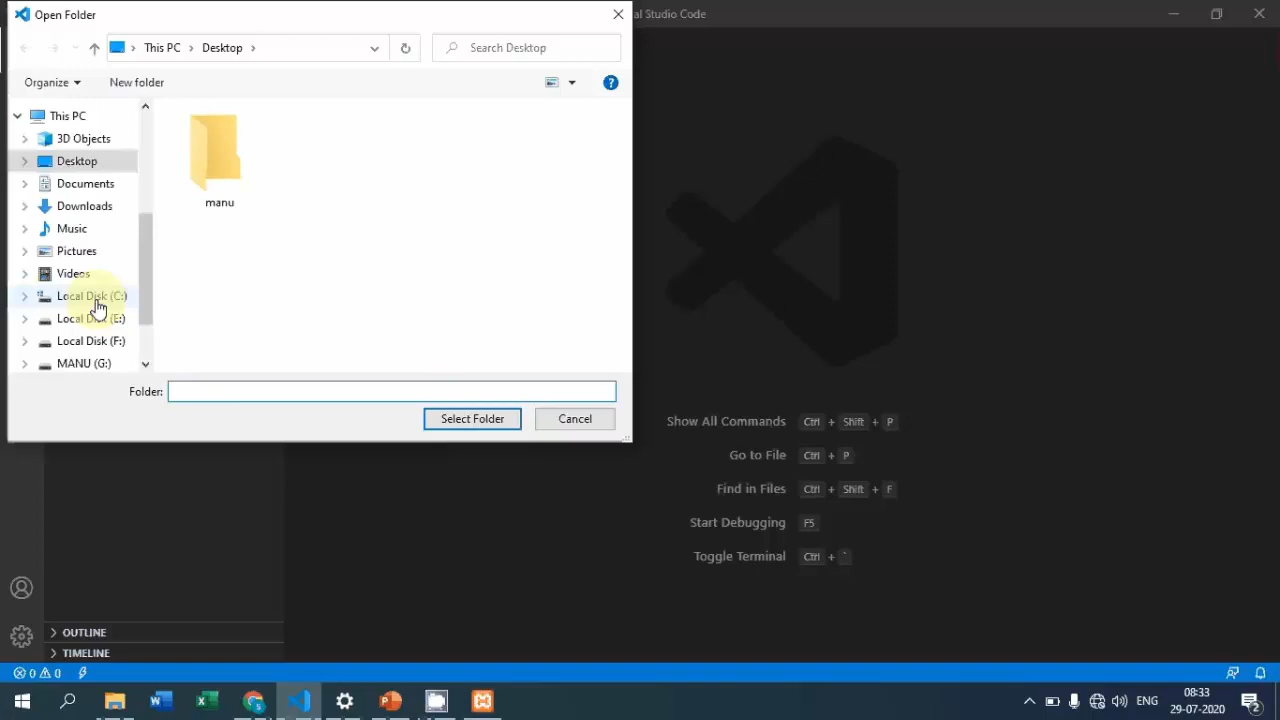 Open Folder
al Studio Code
This PC
Desktop
Search Desktop
Organize
New folder
?
This PC
3D Objects
Desktop
Documents
Downloads
Music
Pictures
Videos
Local Disk (C:)
Local Disk (E:)
Local Disk (F:)
MANU (G:)
manu
Folder:
Select Folder
Cancel
Show All Commands Ctrl + Shift + P
Go to File Ctrl + P
Find in Files Ctrl + Shift + F
Start Debugging F5
Toggle Terminal Ctrl + `
OUTLINE
TIMELINE
0 0
ENG
08:33
29-07-2020
2